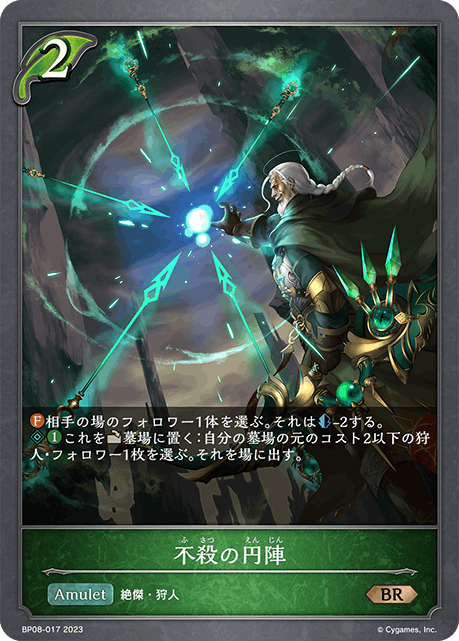 2
F 相手の場のフォロワー1体を選ぶ。それは-2する。
1 これを墓場に置く：自分の墓場の元のコスト2以下の狩
人・フォロワー1枚を選ぶ。それを場に出す。
ふ さつ えん じん
不殺の円陣
Amulet 絶傑・狩人
BR
BP08-017 2023
© Cygames, Inc.